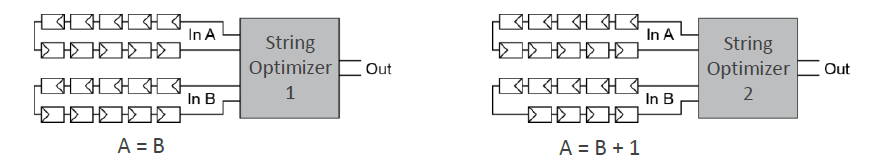 In A
String
Optimizer
1
Out
In B
A = B
In A
String
Optimizer
2
Out
In B
A = B + 1